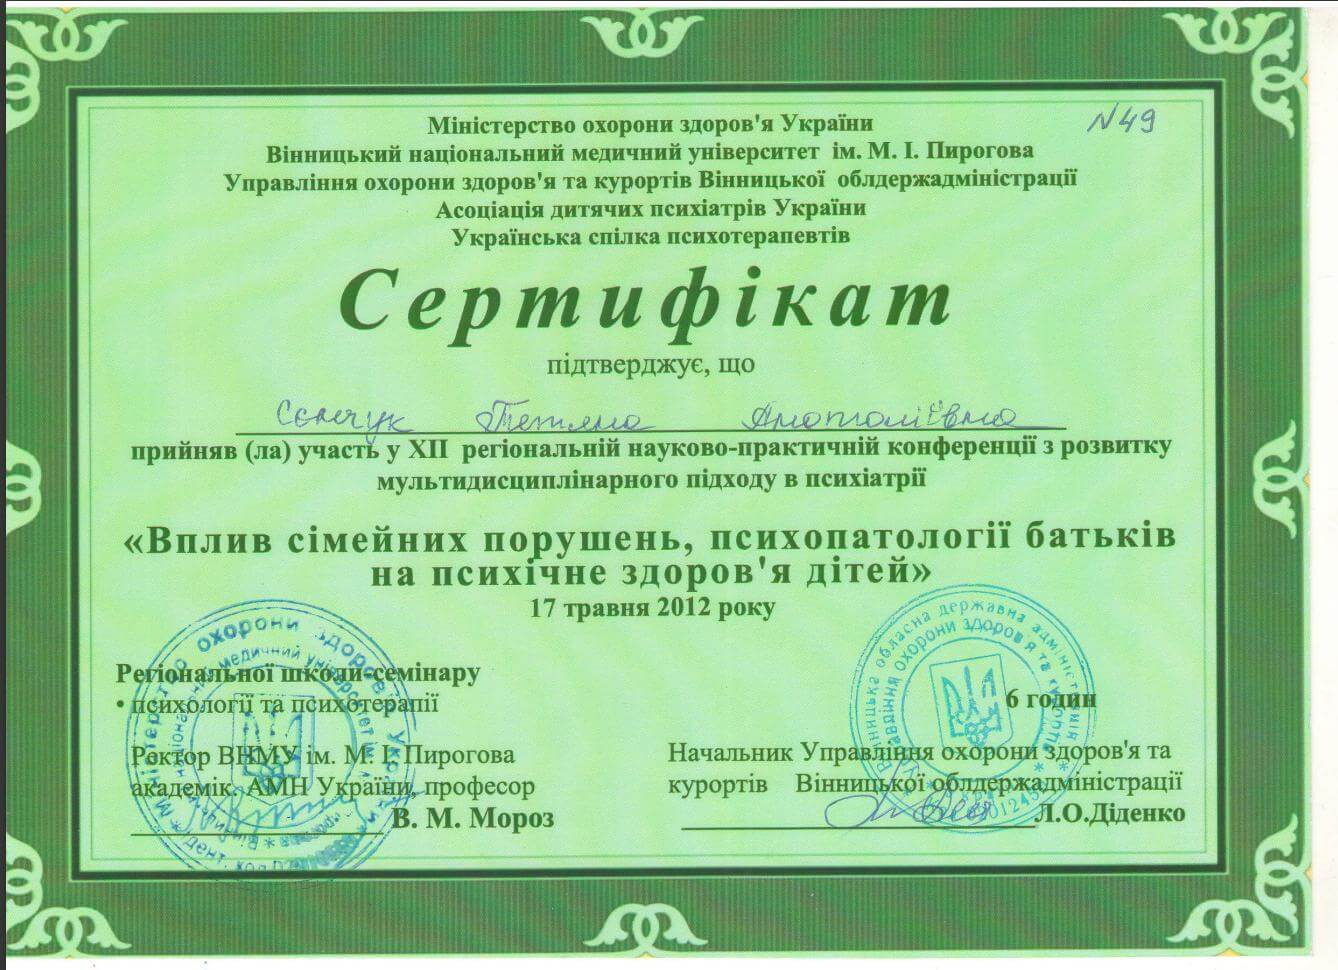 №49
Міністерство охорони здоров'я України
Вінницький національний медичний університет ім. М. І. Пирогова
Управління охорони здоров'я та курортів Вінницької облдержадміністрації
Асоціація дитячих психіатрів України
Українська спілка психотерапевтів
Сертифікат
підтверджує, що
Тетяна Анатоліївна
прийняв (ла) участь у XII регіональній науково-практичній конференції з розвитку
мультидисциплінарного підходу в психіатрії
«Вплив сімейних порушень, психопатології батьків
на психічне здоров'я дітей»
17 травня 2012 року
Регіональної школи-семінару
• психології та психотерапії
6 годин
Ректор ВНМУ ім. М. І. Пирогова
академік. АМН України, професор
В. М. Мороз
Начальник Управління охорони здоров'я та
курортів Вінницької облдержадміністрації
Л.О.Діденко